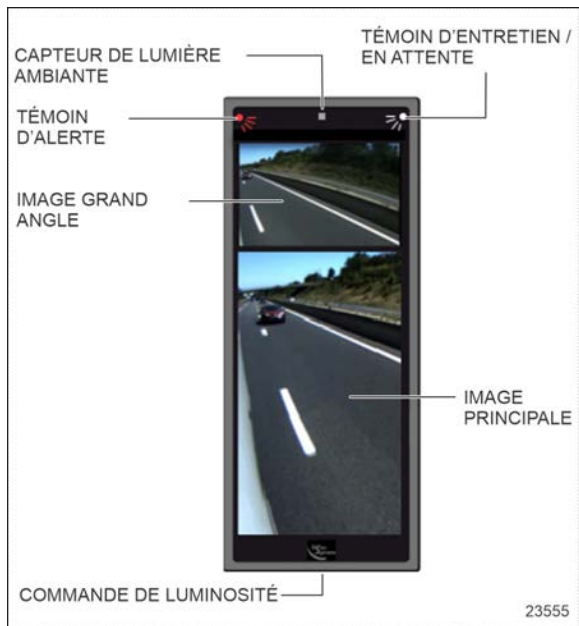 CAPTEUR DE LUMIÈRE
AMBIANTE
TÉMOIN D'ENTRETIEN /
EN ATTENTE
TÉMOIN
D'ALERTE
IMAGE GRAND
ANGLE
IMAGE
PRINCIPALE
COMMANDE DE LUMINOSITÉ
23555